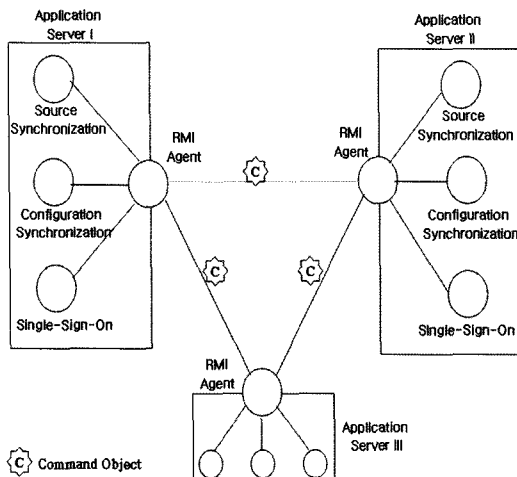 Application
Server I
Source
Synchronization
RMI
Agent
Configuration
Synchronization
Single-Sign-On
Application
Server II
Source
Synchronization
RMI
Agent
Configuration
Synchronization
Single-Sign-On
C
C
C
RMI
Agent
Application
Server III
C Command Object